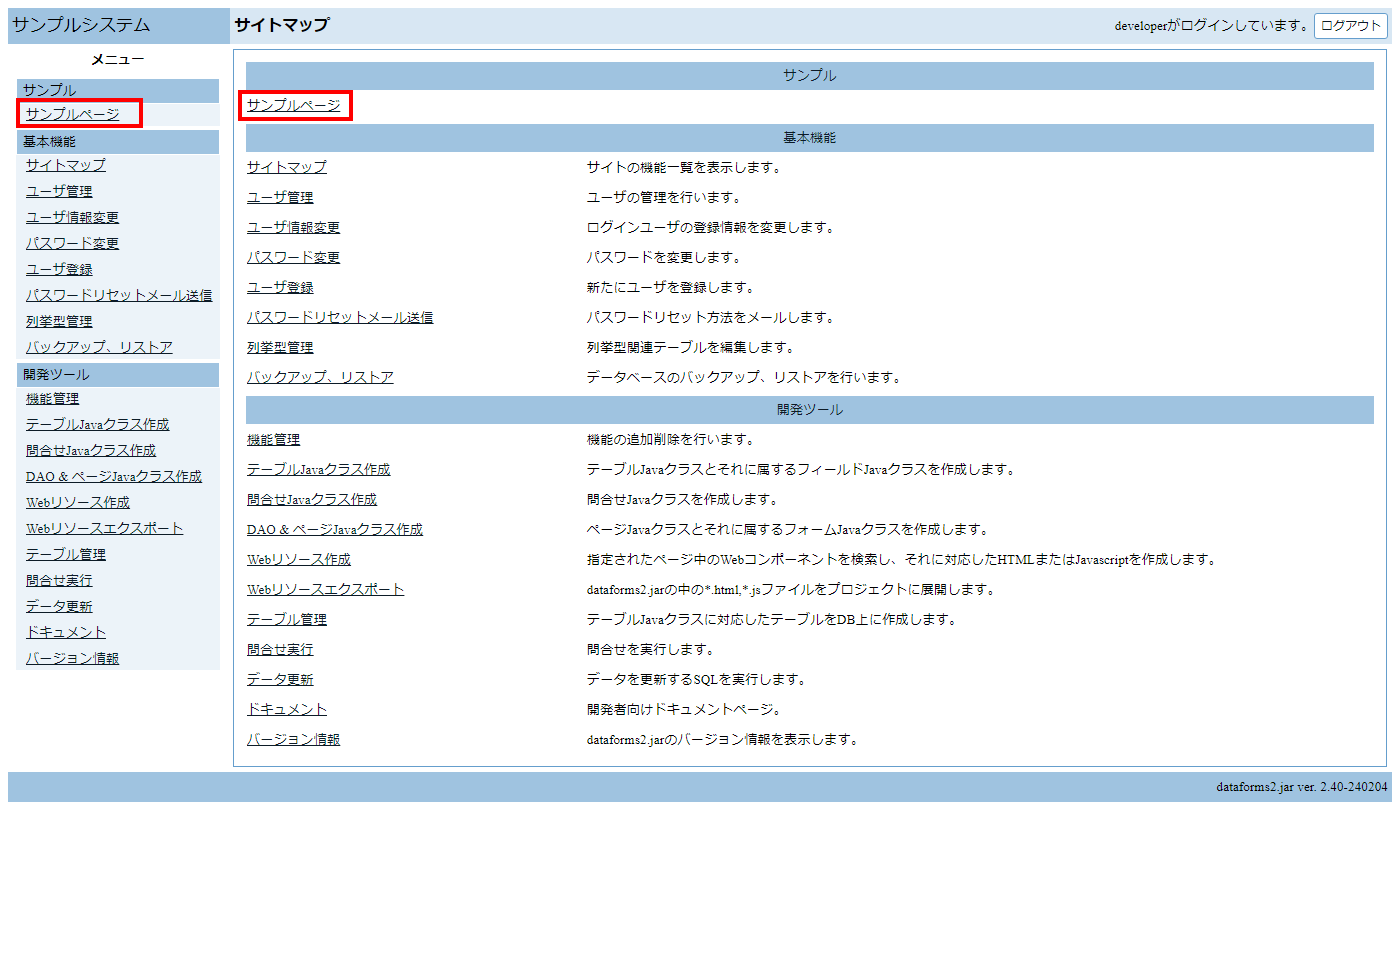 サンプルシステム
サイトマップ
developerがログインしています。 ログアウト
メニュー
サンプル
サンプルページ
基本機能
サイトマップ
ユーザ管理
ユーザ情報変更
パスワード変更
ユーザ登録
パスワードリセットメール送信
列挙型管理
バックアップ、リストア
開発ツール
機能管理
テーブルJavaクラス作成
問合せJavaクラス作成
DAO & ページJavaクラス作成
Webリソース作成
Webリソースエクスポート
テーブル管理
問合せ実行
データ更新
ドキュメント
バージョン情報
サンプル
サンプルページ
基本機能
サイトマップ サイトの機能一覧を表示します。
ユーザ管理 ユーザの管理を行います。
ユーザ情報変更 ログインユーザの登録情報を変更します。
パスワード変更 パスワードを変更します。
ユーザ登録 新たにユーザを登録します。
パスワードリセットメール送信 パスワードリセット方法をメールします。
列挙型管理 列挙型関連テーブルを編集します。
バックアップ、リストア データベースのバックアップ、リストアを行います。
開発ツール
機能管理 機能の追加削除を行います。
テーブルJavaクラス作成 テーブルJavaクラスとそれに属するフィールドJavaクラスを作成します。
問合せJavaクラス作成 問合せJavaクラスを作成します。
DAO & ページJavaクラス作成 ページJavaクラスとそれに属するフォームJavaクラスを作成します。
Webリソース作成 指定されたページ中のWebコンポーネントを検索し、それに対応したHTMLまたはJavascriptを作成します。
Webリソースエクスポート dataforms2.jarの中の*.html,*.jsファイルをプロジェクトに展開します。
テーブル管理 テーブルJavaクラスに対応したテーブルをDB上に作成します。
問合せ実行 問合せを実行します。
データ更新 データを更新するSQLを実行します。
ドキュメント 開発者向けドキュメントページ。
バージョン情報 dataforms2.jarのバージョン情報を表示します。
dataforms2.jar ver. 2.40-240204